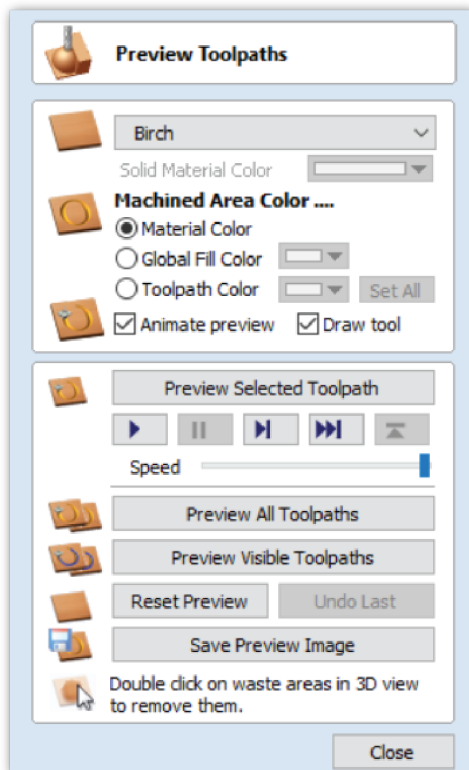 Preview Toolpaths
Birch
Solid Material Color
Machined Area Color ....
Material Color
Global Fill Color
Toolpath Color Set All
Animate preview Draw tool
Preview Selected Toolpath
Speed
Preview All Toolpaths
Preview Visible Toolpaths
Reset Preview Undo Last
Save Preview Image
Double click on waste areas in 3D view
to remove them.
Close